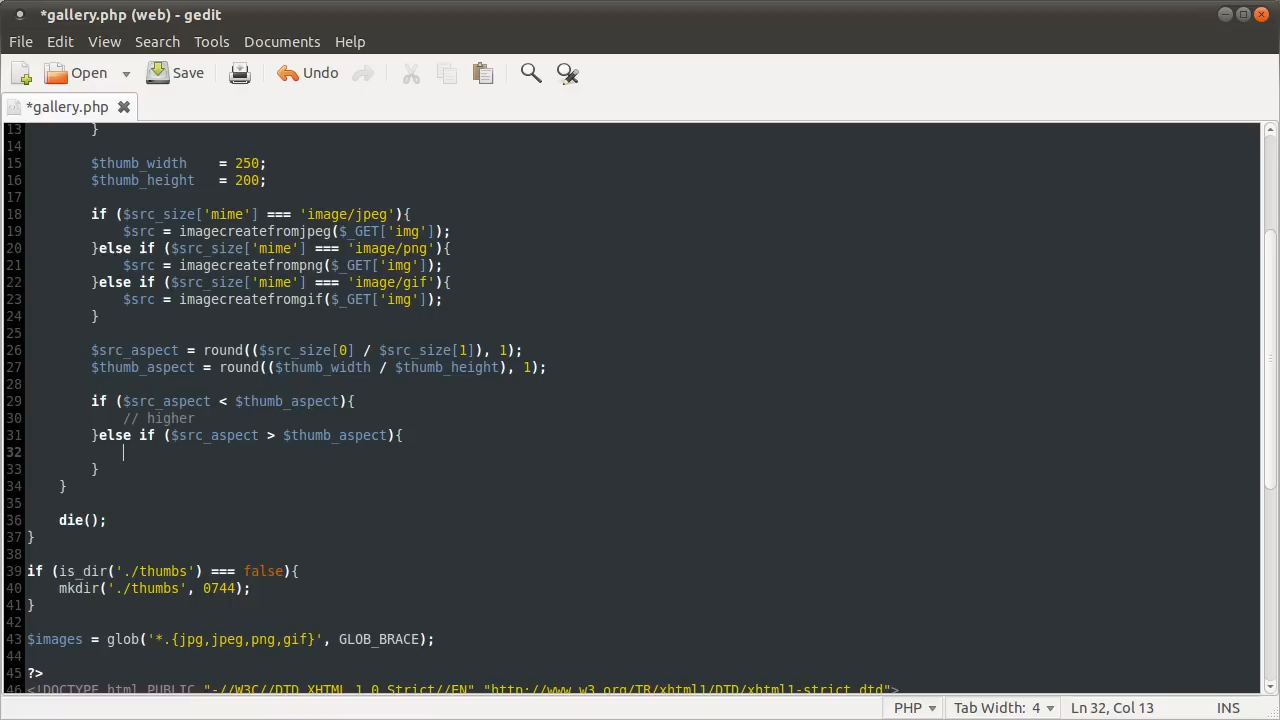 *gallery.php (web) - gedit
File Edit View Search Tools Documents Help
Open Save Undo
*gallery.php
13 }
14
15 $thumb_width = 250;
16 $thumb_height = 200;
17
18 if ($src_size['mime'] === 'image/jpeg'){
19 $src = imagecreatefromjpeg($_GET['img']);
20 }else if ($src_size['mime'] === 'image/png'){
21 $src = imagecreatefrompng($_GET['img']);
22 }else if ($src_size['mime'] === 'image/gif'){
23 $src = imagecreatefromgif($_GET['img']);
24 }
25
26 $src_aspect = round(($src_size[0] / $src_size[1]), 1);
27 $thumb_aspect = round(($thumb_width / $thumb_height), 1);
28
29 if ($src_aspect < $thumb_aspect){
30 // higher
31 }else if ($src_aspect > $thumb_aspect){
32
33 }
34 }
35
36 die();
37 }
38
39 if (is_dir('./thumbs') === false){
40 mkdir('./thumbs', 0744);
41 }
42
43 $images = glob('*.{jpg,jpeg,png,gif}', GLOB_BRACE);
44
45 ?>
46 <!DOCTYPE html PUBLIC "-//W3C//DTD XHTML 1.0 Strict//EN" "http://www.w3.org/TR/xhtml1/DTD/xhtml1-strict.dtd">
PHP Tab Width: 4 Ln 32, Col 13 INS